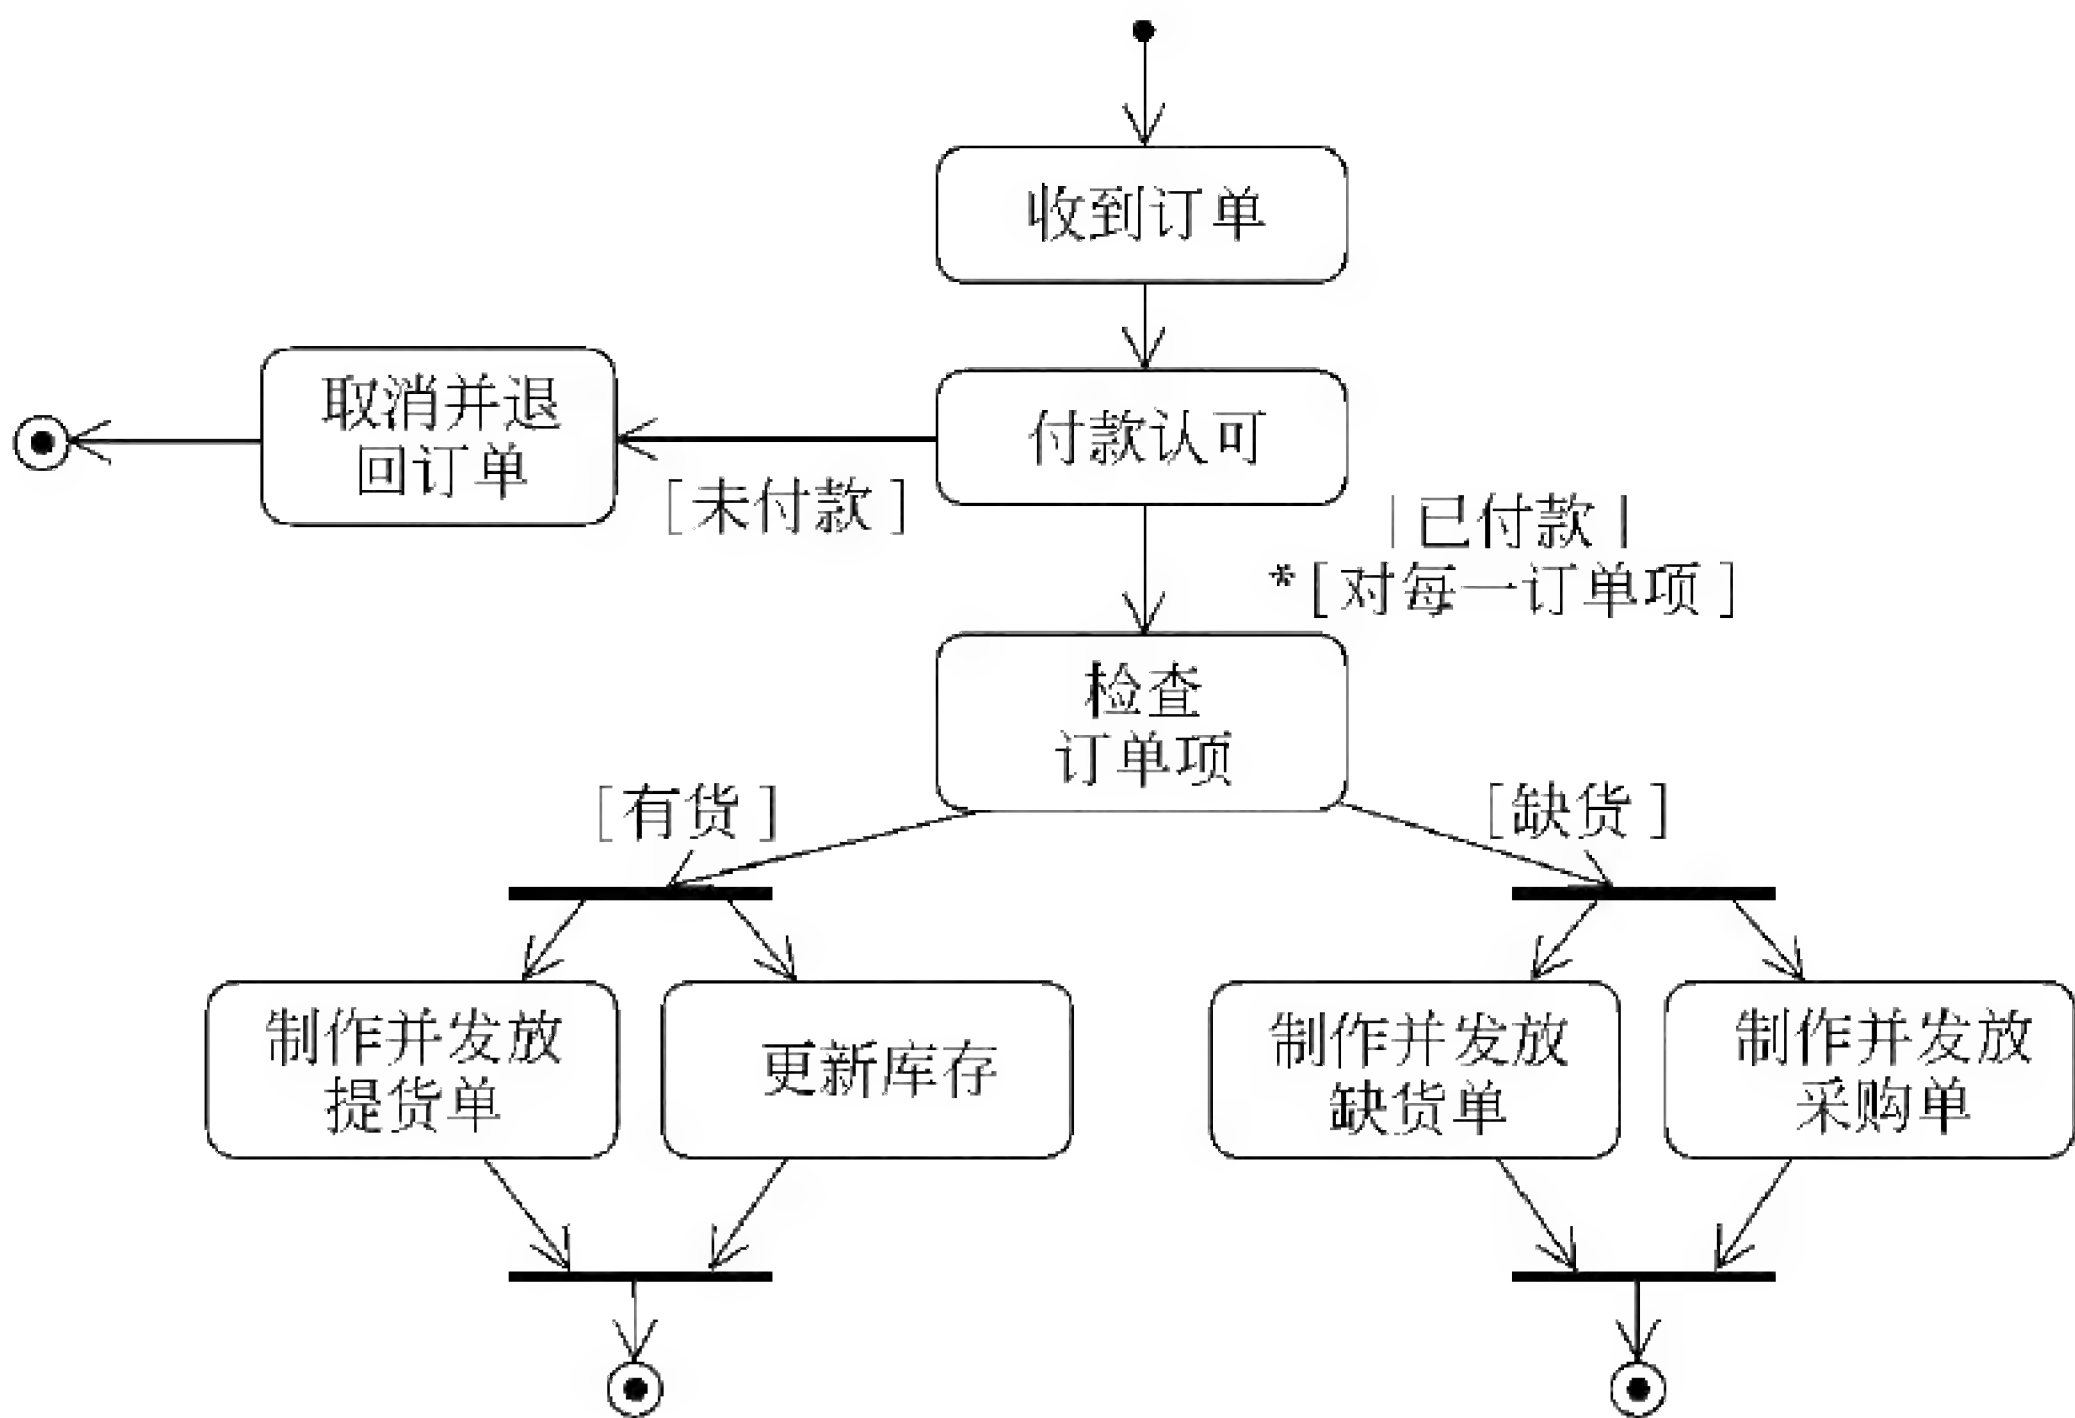 收到订单
取消并退
回订单
付款认可
[未付款]
|已付款|
*[对每一订单项]
检查
订单项
[有货]
[缺货]
制作并发放
提货单
更新库存
制作并发放
缺货单
制作并发放
采购单